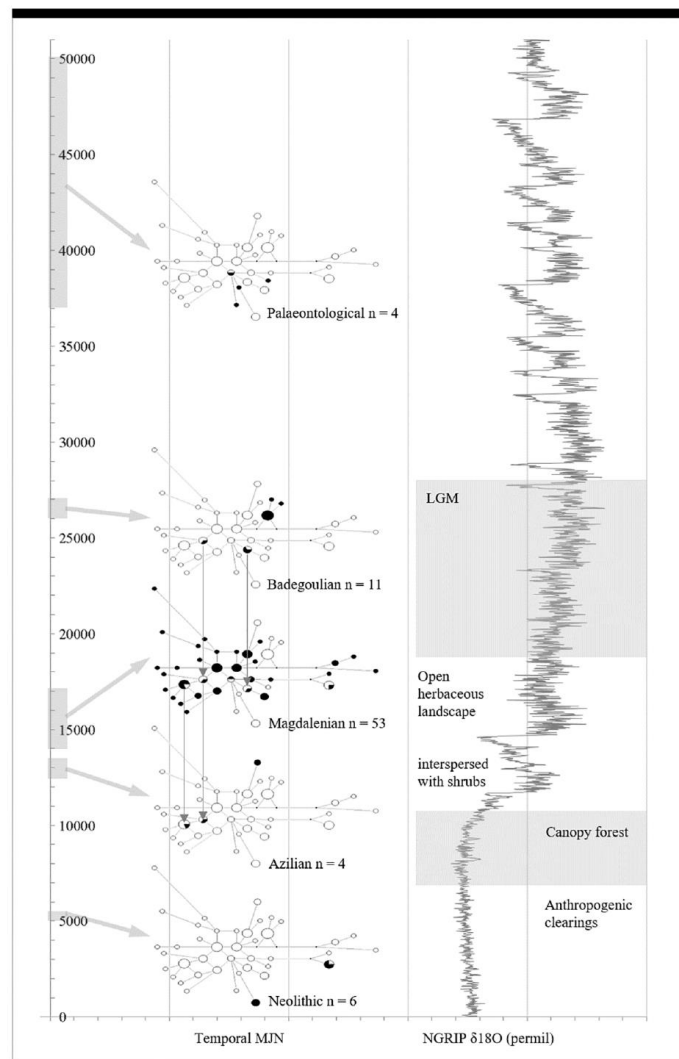 50000
45000
40000
Palaeontological n = 4
35000
30000
LGM
25000
Badegoulian n = 11
20000
Open
herbaceous
landscape
Magdalenian n = 53
15000
interspersed
with shrubs
10000
Canopy forest
Azilian n = 4
Anthropogenic
clearings
5000
Neolithic n = 6
0
Temporal MJN
NGRIP δ18O (permil)